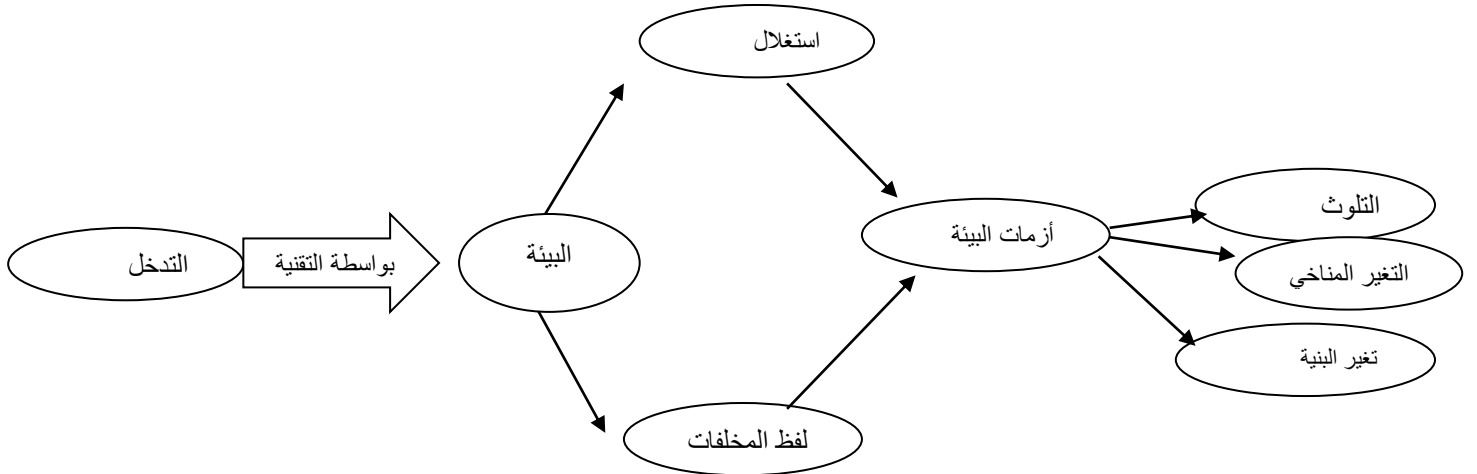 استغلال
التلوث
أزمات البيئة
البيئة
التدخل
بواسطة التقنية
التغير المناخي
تغير البنية
لفظ المخلفات